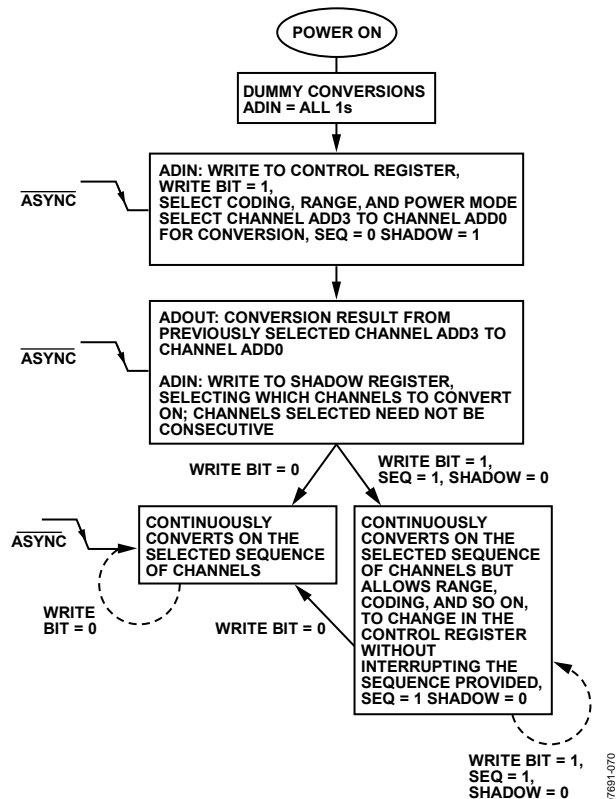 POWER ON
DUMMY CONVERSIONS
ADIN = ALL 1s
ASYNC
ADIN: WRITE TO CONTROL REGISTER,
WRITE BIT = 1,
SELECT CODING, RANGE, AND POWER MODE
SELECT CHANNEL ADD3 TO CHANNEL ADD0
FOR CONVERSION, SEQ = 0 SHADOW = 1
ASYNC
ADOUT: CONVERSION RESULT FROM
PREVIOUSLY SELECTED CHANNEL ADD3 TO
CHANNEL ADD0
ADIN: WRITE TO SHADOW REGISTER,
SELECTING WHICH CHANNELS TO CONVERT
ON; CHANNELS SELECTED NEED NOT BE
CONSECUTIVE
WRITE BIT = 0
WRITE BIT = 1,
SEQ = 1, SHADOW = 0
ASYNC
CONTINUOUSLY
CONVERTS ON THE
SELECTED SEQUENCE
OF CHANNELS
WRITE
BIT = 0
WRITE BIT = 0
CONTINUOUSLY
CONVERTS ON THE
SELECTED SEQUENCE
OF CHANNELS BUT
ALLOWS RANGE,
CODING, AND SO ON,
TO CHANGE IN THE
CONTROL REGISTER
WITHOUT
INTERRUPTING THE
SEQUENCE PROVIDED,
SEQ = 1 SHADOW = 0
WRITE BIT = 1,
SEQ = 1,
SHADOW = 0